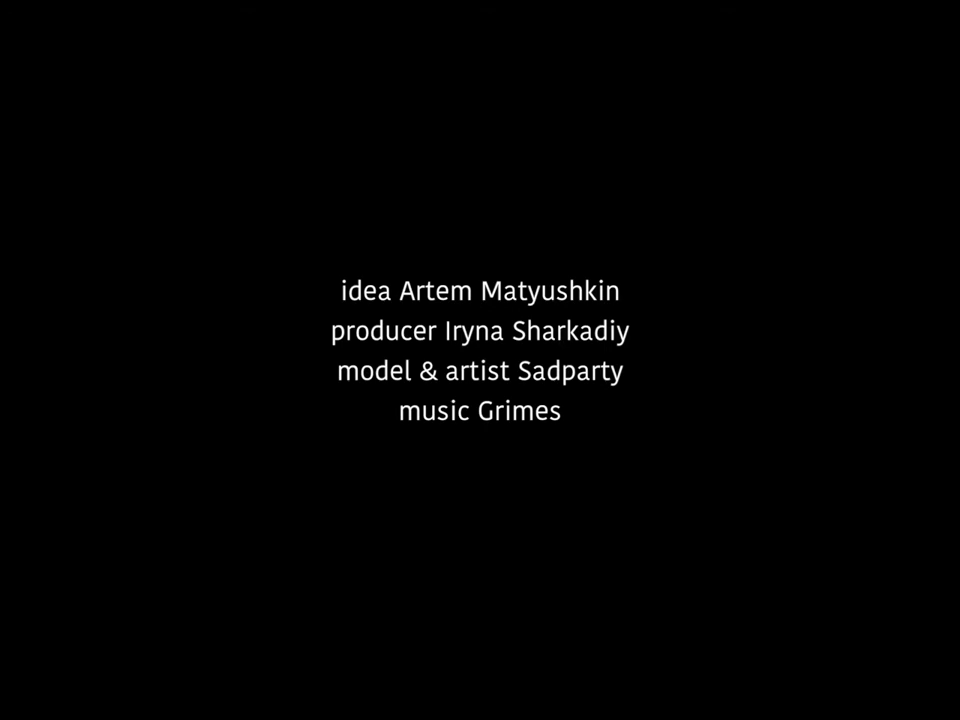 idea Artem Matyushkin
producer Iryna Sharkadiy
model & artist Sadparty
music Grimes